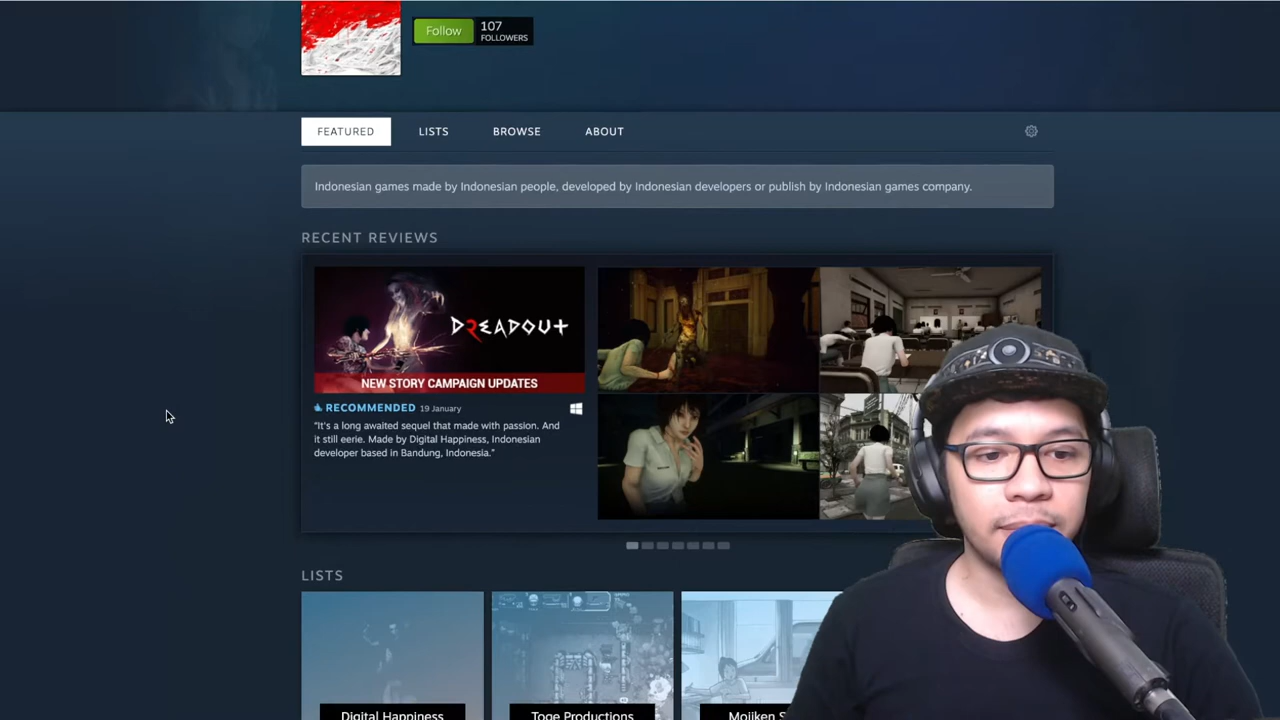 Follow
107
FOLLOWERS
FEATURED
LISTS
BROWSE
ABOUT
Indonesian games made by Indonesian people, developed by Indonesian developers or publish by Indonesian games company.
RECENT REVIEWS
DREADOUT
NEW STORY CAMPAIGN UPDATES
RECOMMENDED 19 January
"It's a long awaited sequel that made with passion. And
it still eerie. Made by Digital Happiness, Indonesian
developer based in Bandung, Indonesia."
LISTS
Digital Happiness
Toge Productions
Mojiken S